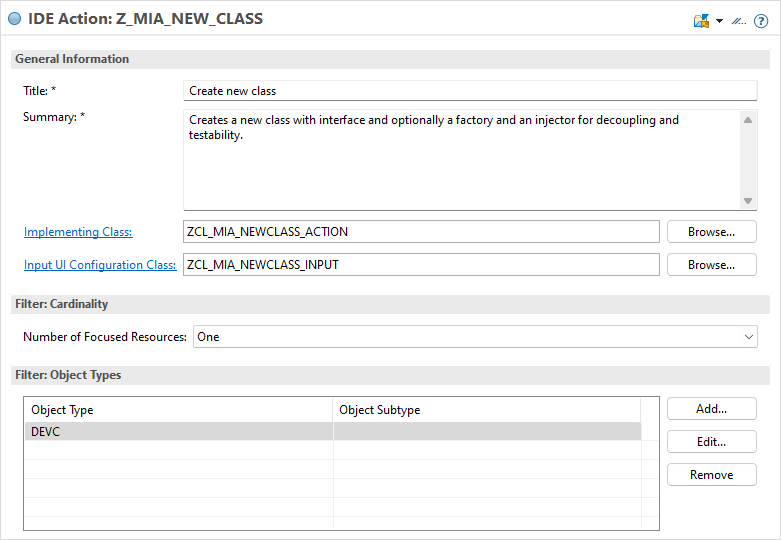 IDE Action: Z_MIA_NEW_CLASS
General Information
Title: * Create new class
Summary: * Creates a new class with interface and optionally a factory and an injector for decoupling and
testability.
Implementing Class: ZCL_MIA_NEWCLASS_ACTION Browse...
Input UI Configuration Class: ZCL_MIA_NEWCLASS_INPUT Browse...
Filter: Cardinality
Number of Focused Resources: One
Filter: Object Types
Object Type Object Subtype Add...
DEVC
Edit...
Remove